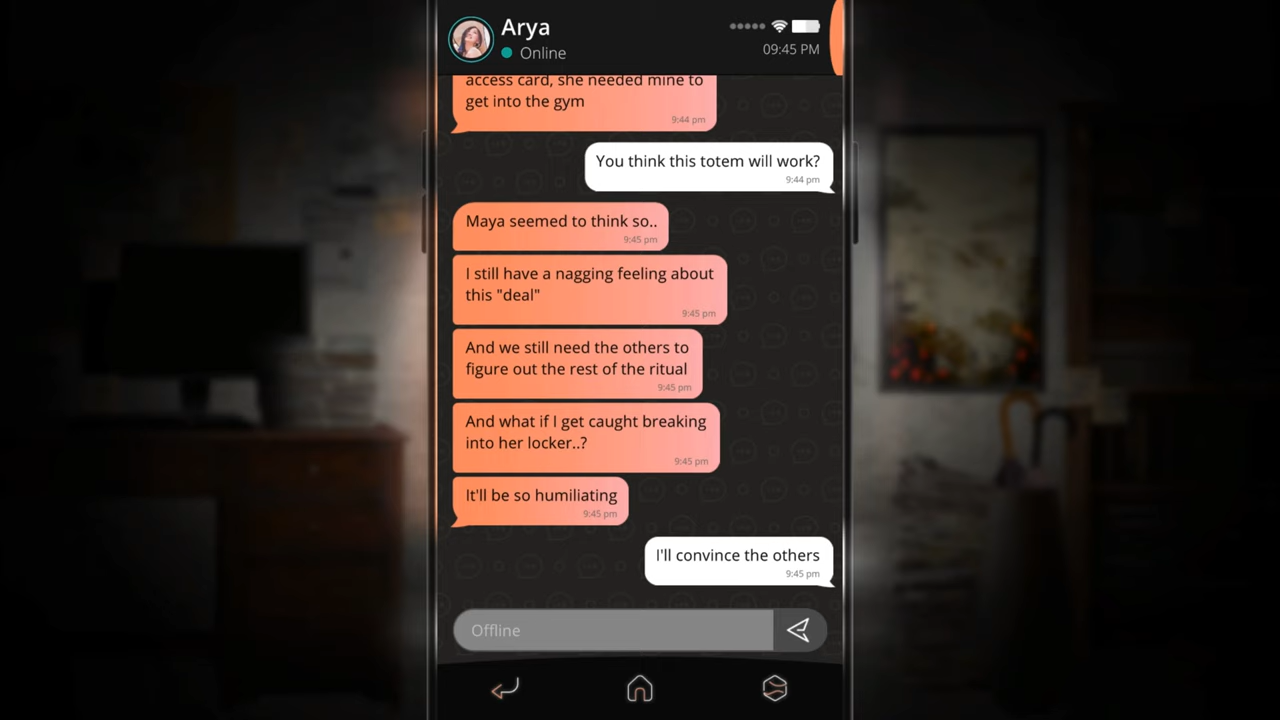 Arya
Online
09:45 PM
access card, she needed mine to
get into the gym
9:44 pm
You think this totem will work?
9:44 pm
Maya seemed to think so..
9:45 pm
I still have a nagging feeling about
this "deal"
9:45 pm
And we still need the others to
figure out the rest of the ritual
9:45 pm
And what if I get caught breaking
into her locker..?
9:45 pm
It'll be so humiliating
9:45 pm
I'll convince the others
9:45 pm
Offline